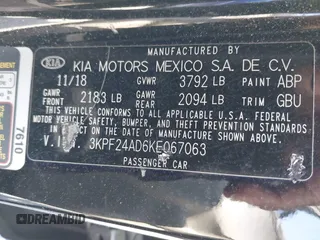 KIA KIA MOTORS MEXICO S.A. DE C.V.
11/18 GVWR 3792 LB PAINT ABP
GAWR FRONT 2183 LB GAWR REAR 2094 LB TRIM GBU
THIS VEHICLE CONFORMS TO ALL APPLICABLE U.S.A. FEDERAL
MOTOR VEHICLE SAFETY, BUMPER, AND THEFT PREVENTION
STANDARDS IN EFFECT ON THE DATE OF MANUFACTURE SHOWN ABOVE.
V.I.N. 3KPF24AD6KE067063
PASSENGER CAR
7610
DREAMBID